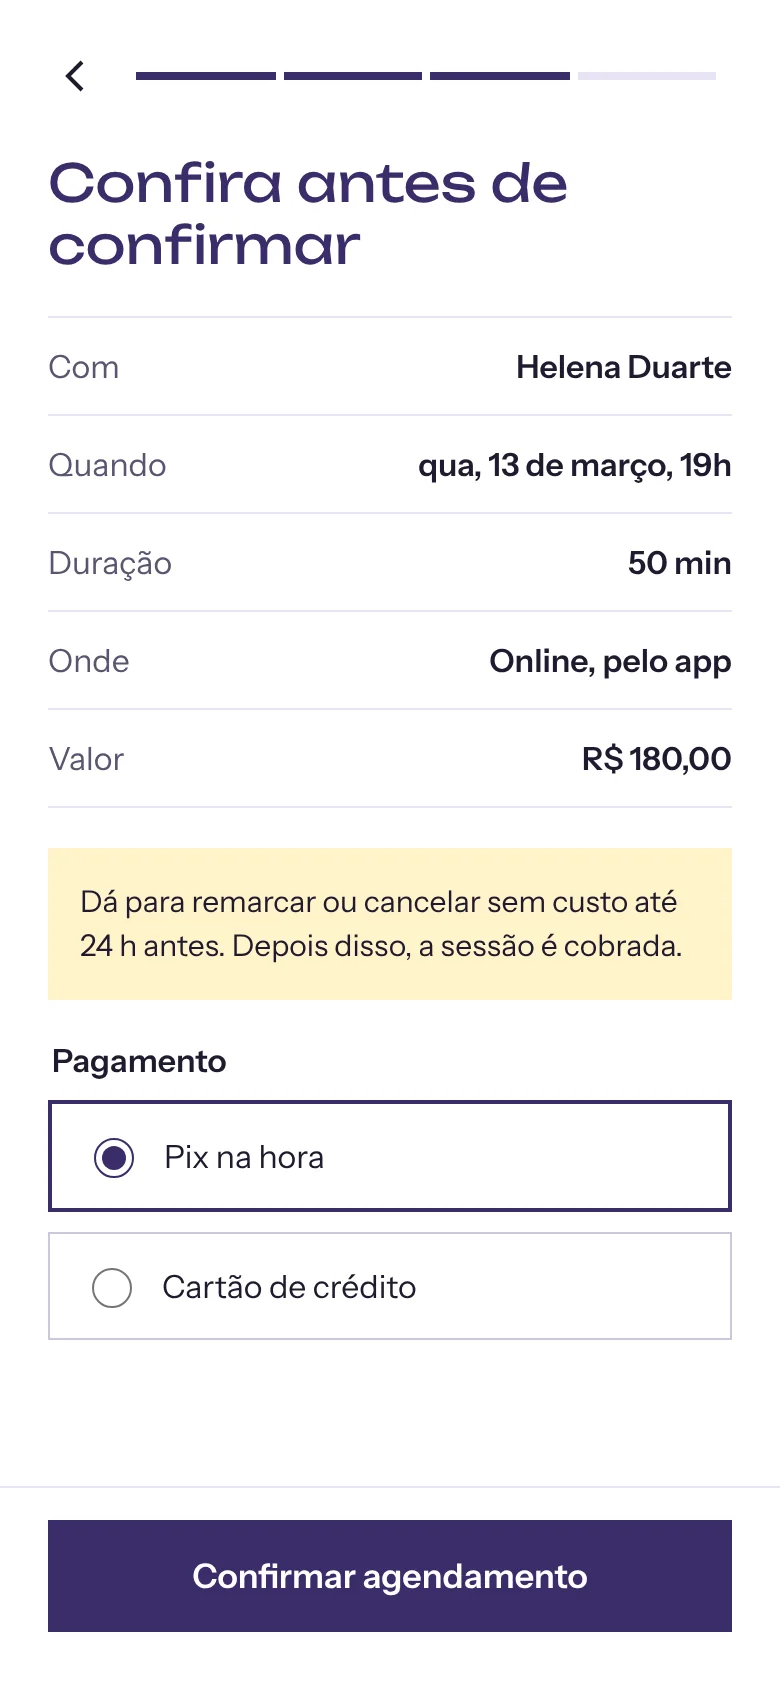 Confira antes de
confirmar
Com Helena Duarte
Quando qua, 13 de março, 19h
Duração 50 min
Onde Online, pelo app
Valor R$ 180,00
Dá para remarcar ou cancelar sem custo até
24 h antes. Depois disso, a sessão é cobrada.
Pagamento
Pix na hora
Cartão de crédito
Confirmar agendamento